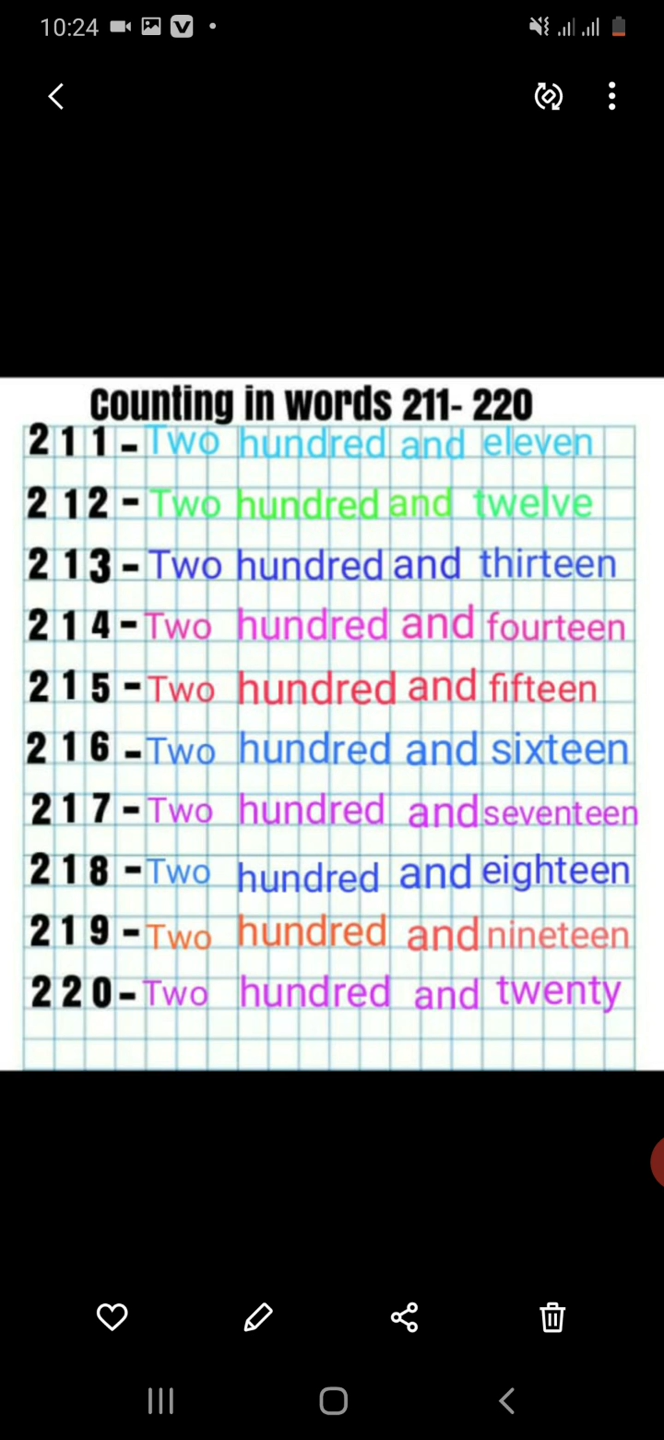 10:24
Counting in words 211- 220
211-Two hundred and eleven
212-Two hundred and twelve
213-Two hundred and thirteen
214-Two hundred and fourteen
215-Two hundred and fifteen
216-Two hundred and sixteen
217-Two hundred and seventeen
218-Two hundred and eighteen
219-Two hundred and nineteen
220-Two hundred and twenty